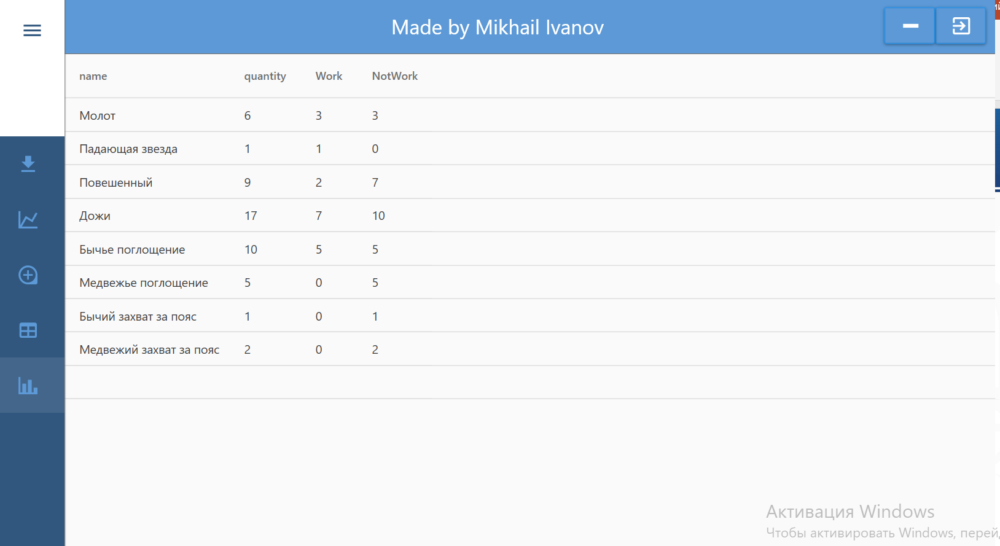 Made by Mikhail Ivanov
name quantity Work NotWork
Молот 6 3 3
Падающая звезда 1 1 0
Повешенный 9 2 7
Дожи 17 7 10
Бычье поглощение 10 5 5
Медвежье поглощение 5 0 5
Бычий захват за пояс 1 0 1
Медвежий захват за пояс 2 0 2
Активация Windows
Чтобы активировать Windows, перей